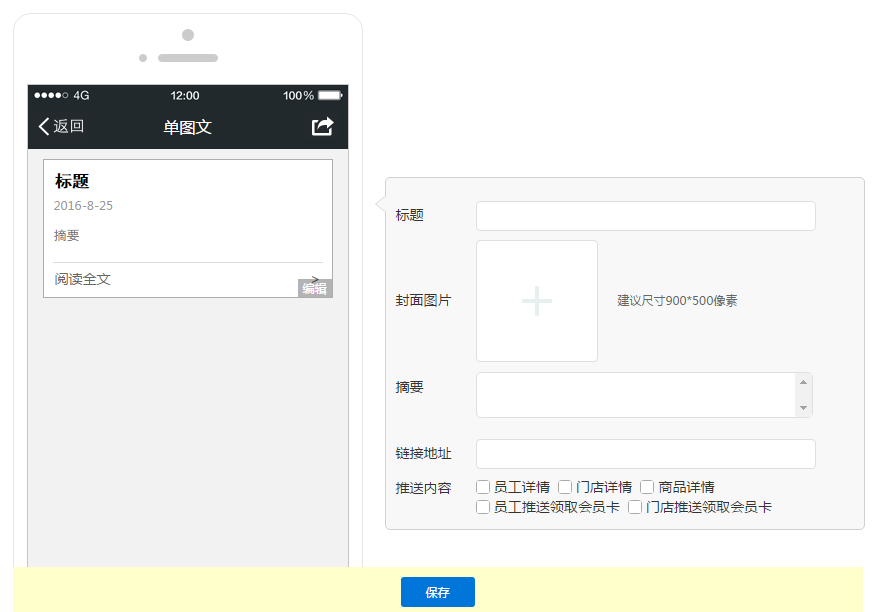 4G 12:00 100%
返回 单图文
标题
2016-8-25
摘要
阅读全文 >
编辑
标题
封面图片 建议尺寸900*500像素
摘要
链接地址
推送内容 员工详情 门店详情 商品详情
员工推送领取会员卡 门店推送领取会员卡
保存